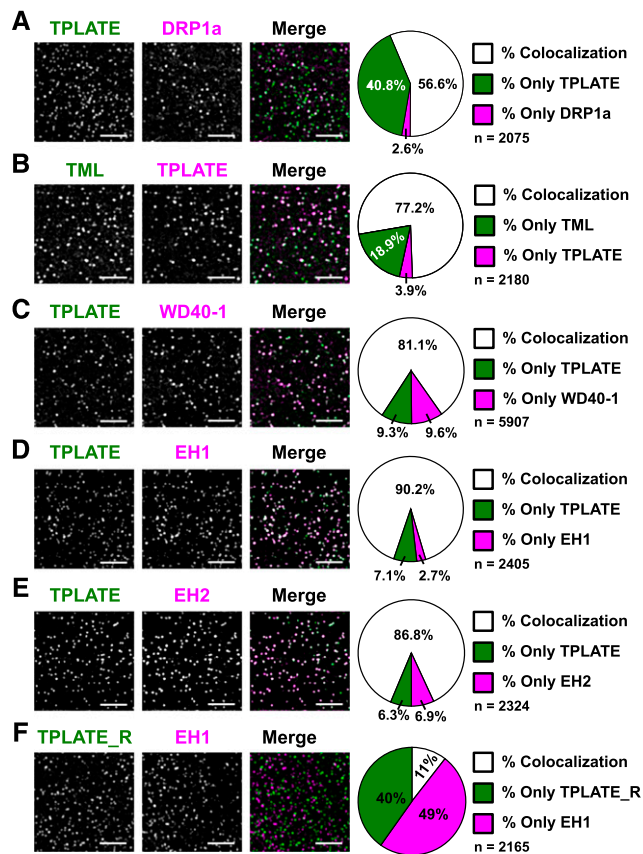 A
TPLATE DRP1a Merge
40.8% 56.6%
2.6%
% Colocalization
% Only TPLATE
% Only DRP1a
n = 2075
B
TML TPLATE Merge
77.2%
18.9%
3.9%
% Colocalization
% Only TML
% Only TPLATE
n = 2180
C
TPLATE WD40-1 Merge
81.1%
9.3% 9.6%
% Colocalization
% Only TPLATE
% Only WD40-1
n = 5907
D
TPLATE EH1 Merge
90.2%
7.1% 2.7%
% Colocalization
% Only TPLATE
% Only EH1
n = 2405
E
TPLATE EH2 Merge
86.8%
6.3% 6.9%
% Colocalization
% Only TPLATE
% Only EH2
n = 2324
F
TPLATE_R EH1 Merge
11%
40% 49%
% Colocalization
% Only TPLATE_R
% Only EH1
n = 2165